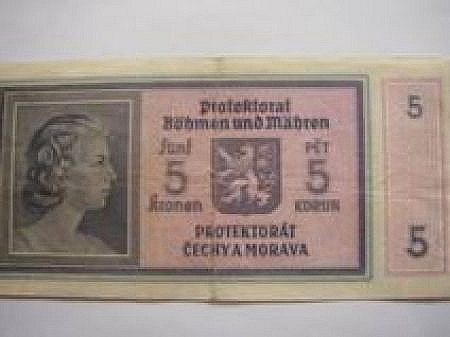 Protektorat
Böhmen und Mähren
Fünf PĚT
5 5
Kronen KORUN
PROTEKTORÁT
ČECHY A MORAVA
5
5